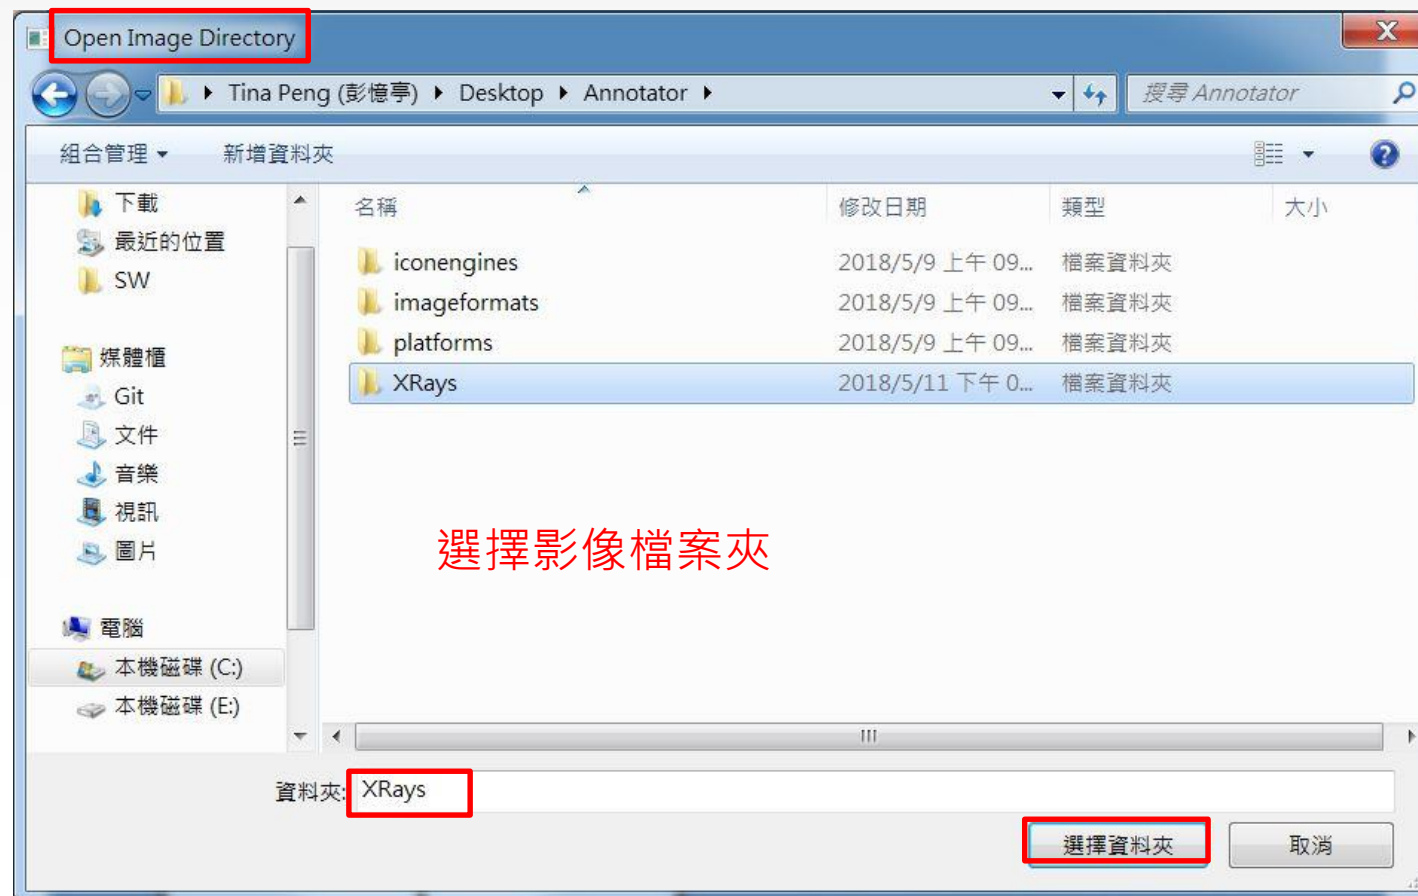 Open Image Directory
Tina Peng (彭憶亭) Desktop Annotator 搜尋 Annotator
組合管理 新增資料夾
下載
最近的位置
SW
媒體櫃
Git
文件
音樂
視訊
圖片
電腦
本機磁碟 (C:)
本機磁碟 (E:)
名稱 修改日期 類型 大小
iconengines 2018/5/9 上午 09... 檔案資料夾
imageformats 2018/5/9 上午 09... 檔案資料夾
platforms 2018/5/9 上午 09... 檔案資料夾
XRays 2018/5/11 下午 0... 檔案資料夾
選擇影像檔案夾
資料夾: XRays
選擇資料夾 取消